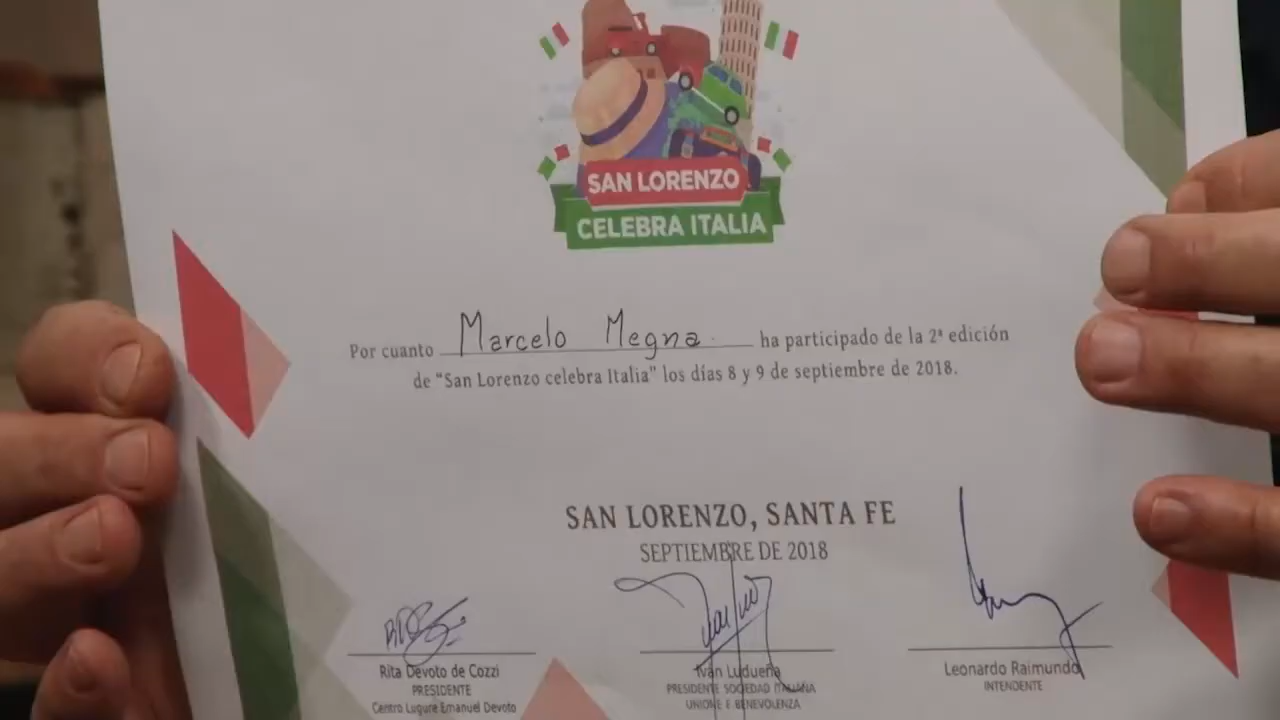 SAN LORENZO
CELEBRA ITALIA
Por cuanto Marcelo Megna ha participado de la 2ª edición
de “San Lorenzo celebra Italia” los días 8 y 9 de septiembre de 2018.
SAN LORENZO, SANTA FE
SEPTIEMBRE DE 2018
Rita Devoto de Cozzi
PRESIDENTE
Centro Lugure Emanuel Devoto
Iván Ludueña
PRESIDENTE SOCIEDAD ITALIANA
UNIONE E BENEVOLENZA
Leonardo Raimundo
INTENDENTE